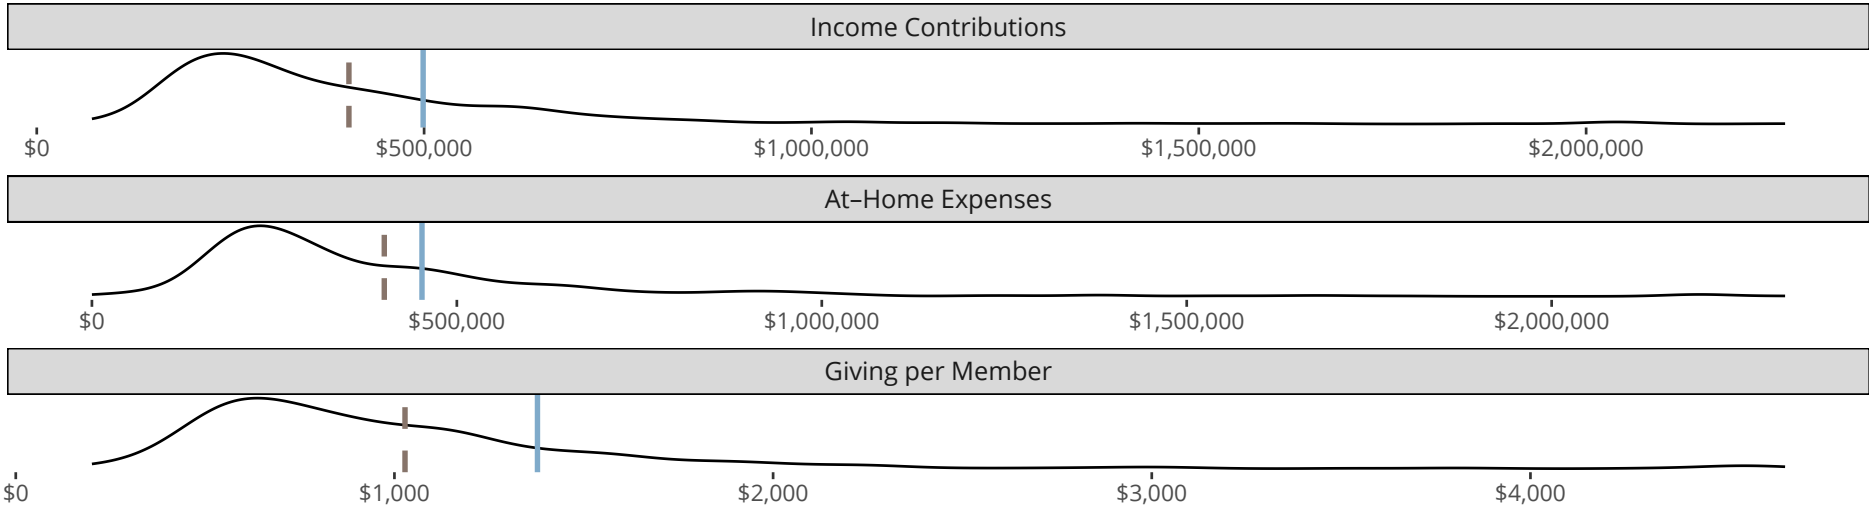 Income Contributions
$0 $500,000 $1,000,000 $1,500,000 $2,000,000
At–Home Expenses
$0 $500,000 $1,000,000 $1,500,000 $2,000,000
Giving per Member
$0 $1,000 $2,000 $3,000 $4,000